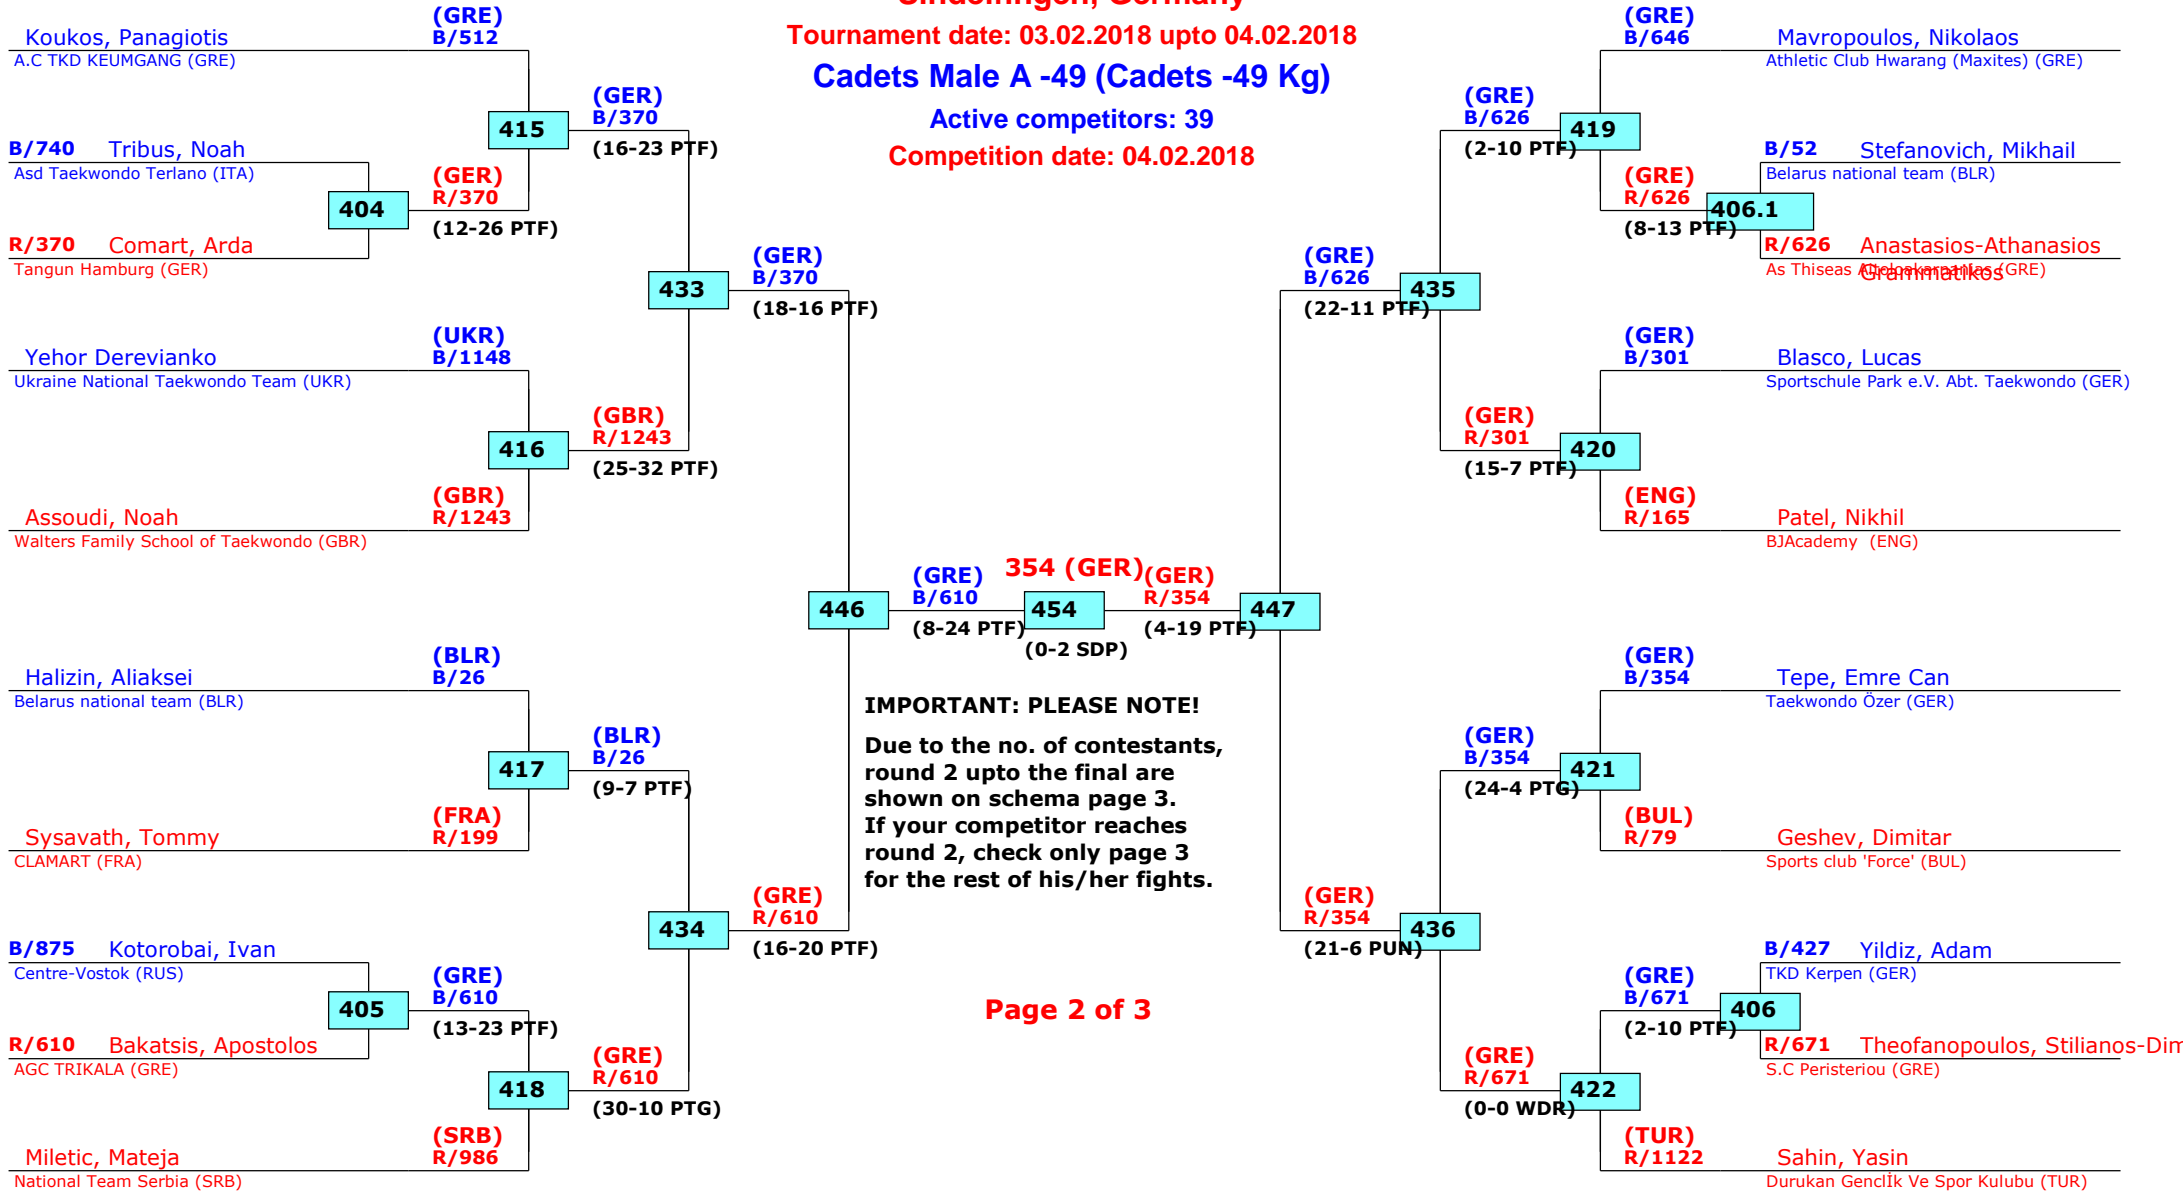 Sindelfingen, Germany
Tournament date: 03.02.2018 upto 04.02.2018
Cadets Male A -49 (Cadets -49 Kg)
Active competitors: 39
Competition date: 04.02.2018
Koukos, Panagiotis
(GRE)
B/512
A.C TKD KEUMGANG (GRE)
415
(GER)
B/370
(16-23 PTF)
B/740 Tribus, Noah
Asd Taekwondo Terlano (ITA)
404
(GER)
R/370
(12-26 PTF)
R/370 Comart, Arda
Tangun Hamburg (GER)
433
(GER)
B/370
(18-16 PTF)
Yehor Derevianko
(UKR)
B/1148
Ukraine National Taekwondo Team (UKR)
416
(GBR)
R/1243
(25-32 PTF)
Assoudi, Noah
(GBR)
R/1243
Walters Family School of Taekwondo (GBR)
446
(GRE)
B/610
(8-24 PTF)
354 (GER)
454
(0-2 SDP)
(GER)
R/354
(4-19 PTF)
447
Halizin, Aliaksei
(BLR)
B/26
Belarus national team (BLR)
417
(BLR)
B/26
(9-7 PTF)
Sysavath, Tommy
(FRA)
R/199
CLAMART (FRA)
434
(GRE)
R/610
(16-20 PTF)
B/875 Kotorobai, Ivan
Centre-Vostok (RUS)
405
(GRE)
B/610
(13-23 PTF)
R/610 Bakatsis, Apostolos
AGC TRIKALA (GRE)
418
(GRE)
R/610
(30-10 PTG)
Miletic, Mateja
(SRB)
R/986
National Team Serbia (SRB)
IMPORTANT: PLEASE NOTE!
Due to the no. of contestants,
round 2 upto the final are
shown on schema page 3.
If your competitor reaches
round 2, check only page 3
for the rest of his/her fights.
Page 2 of 3
(GRE)
B/646
Mavropoulos, Nikolaos
Athletic Club Hwarang (Maxites) (GRE)
(GRE)
B/626
(2-10 PTF)
419
B/52 Stefanovich, Mikhail
Belarus national team (BLR)
(GRE)
R/626
(8-13 PTF)
406.1
R/626 Anastasios-Athanasios
Grammatikos
As Thiseas (GRE)
(GRE)
B/626
(22-11 PTF)
435
(GER)
B/301
Blasco, Lucas
Sportschule Park e.V. Abt. Taekwondo (GER)
(GER)
R/301
(15-7 PTF)
420
(ENG)
R/165
Patel, Nikhil
BJAcademy (ENG)
(GER)
B/354
Tepe, Emre Can
Taekwondo Özer (GER)
(GER)
B/354
(24-4 PTG)
421
(BUL)
R/79
Geshev, Dimitar
Sports club 'Force' (BUL)
(GER)
R/354
(21-6 PUN)
436
B/427 Yildiz, Adam
TKD Kerpen (GER)
(GRE)
B/671
(2-10 PTF)
406
R/671 Theofanopoulos, Stilianos-Dim
S.C Peristeriou (GRE)
(GRE)
R/671
(0-0 WDR)
422
(TUR)
R/1122
Sahin, Yasin
Durukan Gençlİk Ve Spor Kulubu (TUR)